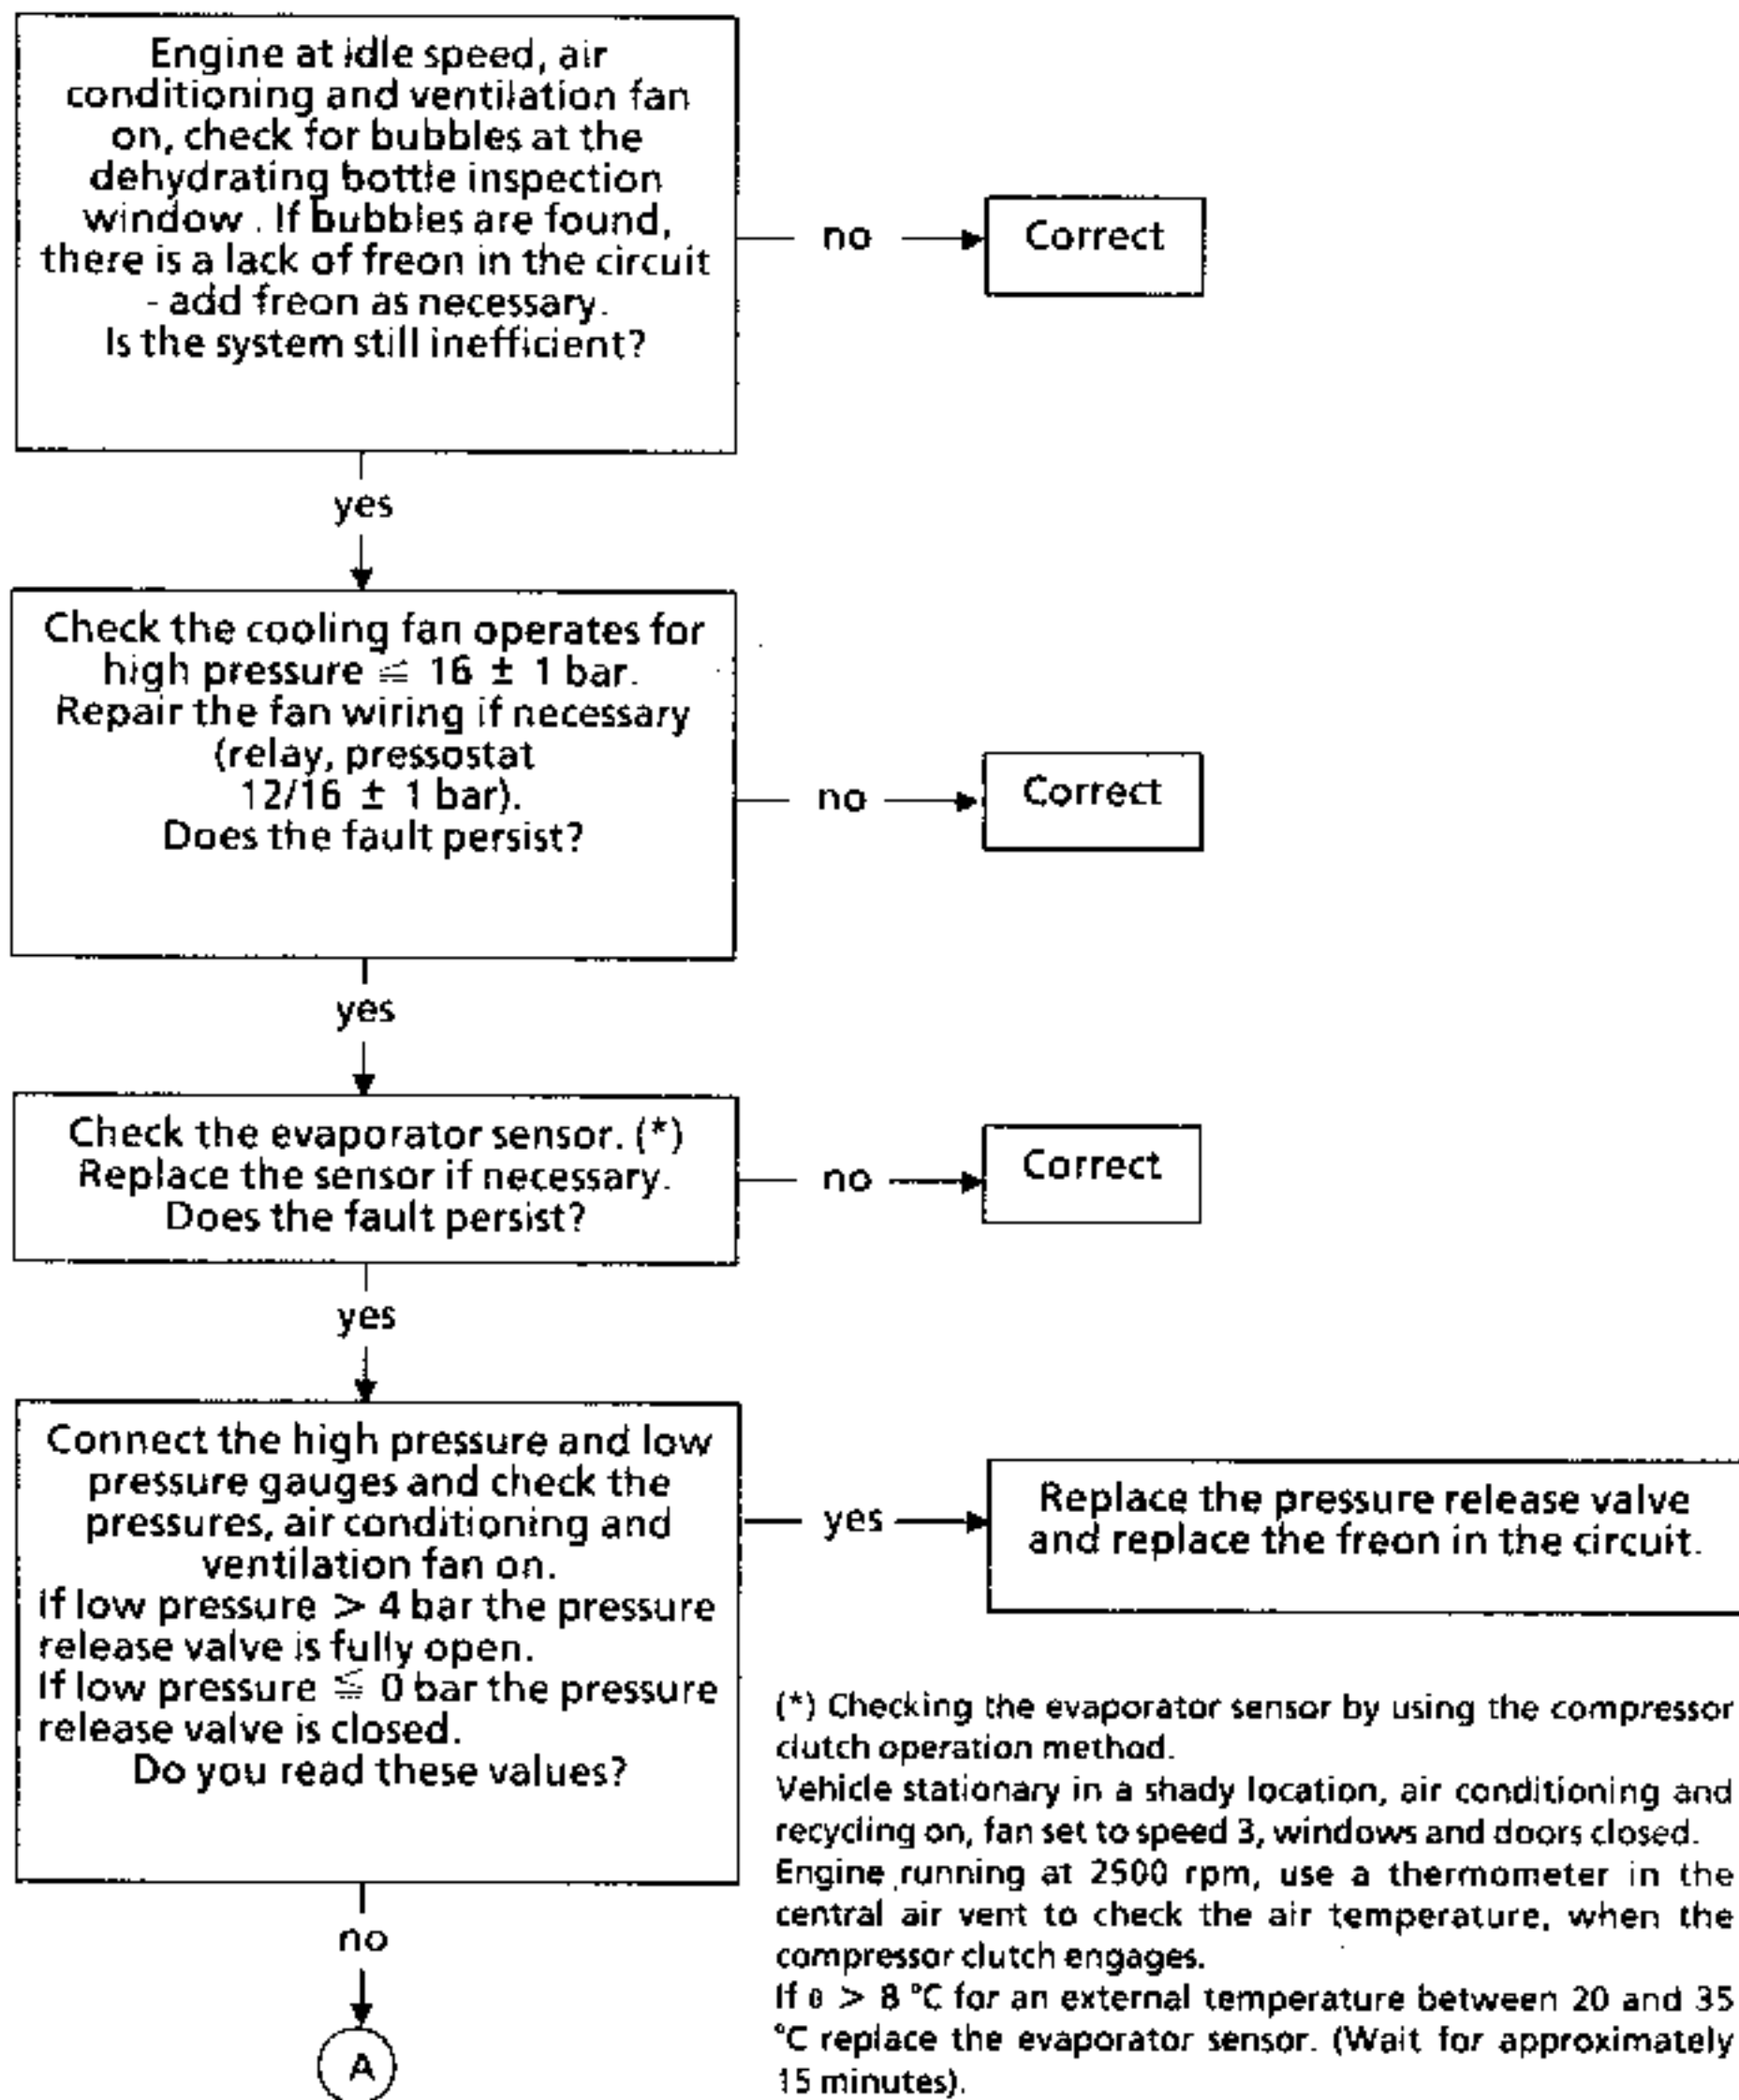 Engine at idle speed, air
conditioning and ventilation fan
on, check for bubbles at the
dehydrating bottle inspection
window . If bubbles are found,
there is a lack of freon in the circuit
- add freon as necessary.
Is the system still inefficient?
no
Correct
yes
Check the cooling fan operates for
high pressure ≦ 16 ± 1 bar.
Repair the fan wiring if necessary
(relay, pressostat
12/16 ± 1 bar).
Does the fault persist?
no
Correct
yes
Check the evaporator sensor. (*)
Replace the sensor if necessary.
Does the fault persist?
no
Correct
yes
Connect the high pressure and low
pressure gauges and check the
pressures, air conditioning and
ventilation fan on.
If low pressure > 4 bar the pressure
release valve is fully open.
If low pressure ≦ 0 bar the pressure
release valve is closed.
Do you read these values?
yes
Replace the pressure release valve
and replace the freon in the circuit.
no
A
(*) Checking the evaporator sensor by using the compressor
clutch operation method.
Vehicle stationary in a shady location, air conditioning and
recycling on, fan set to speed 3, windows and doors closed.
Engine running at 2500 rpm, use a thermometer in the
central air vent to check the air temperature, when the
compressor clutch engages.
If θ > 8 °C for an external temperature between 20 and 35
°C replace the evaporator sensor. (Wait for approximately
15 minutes).